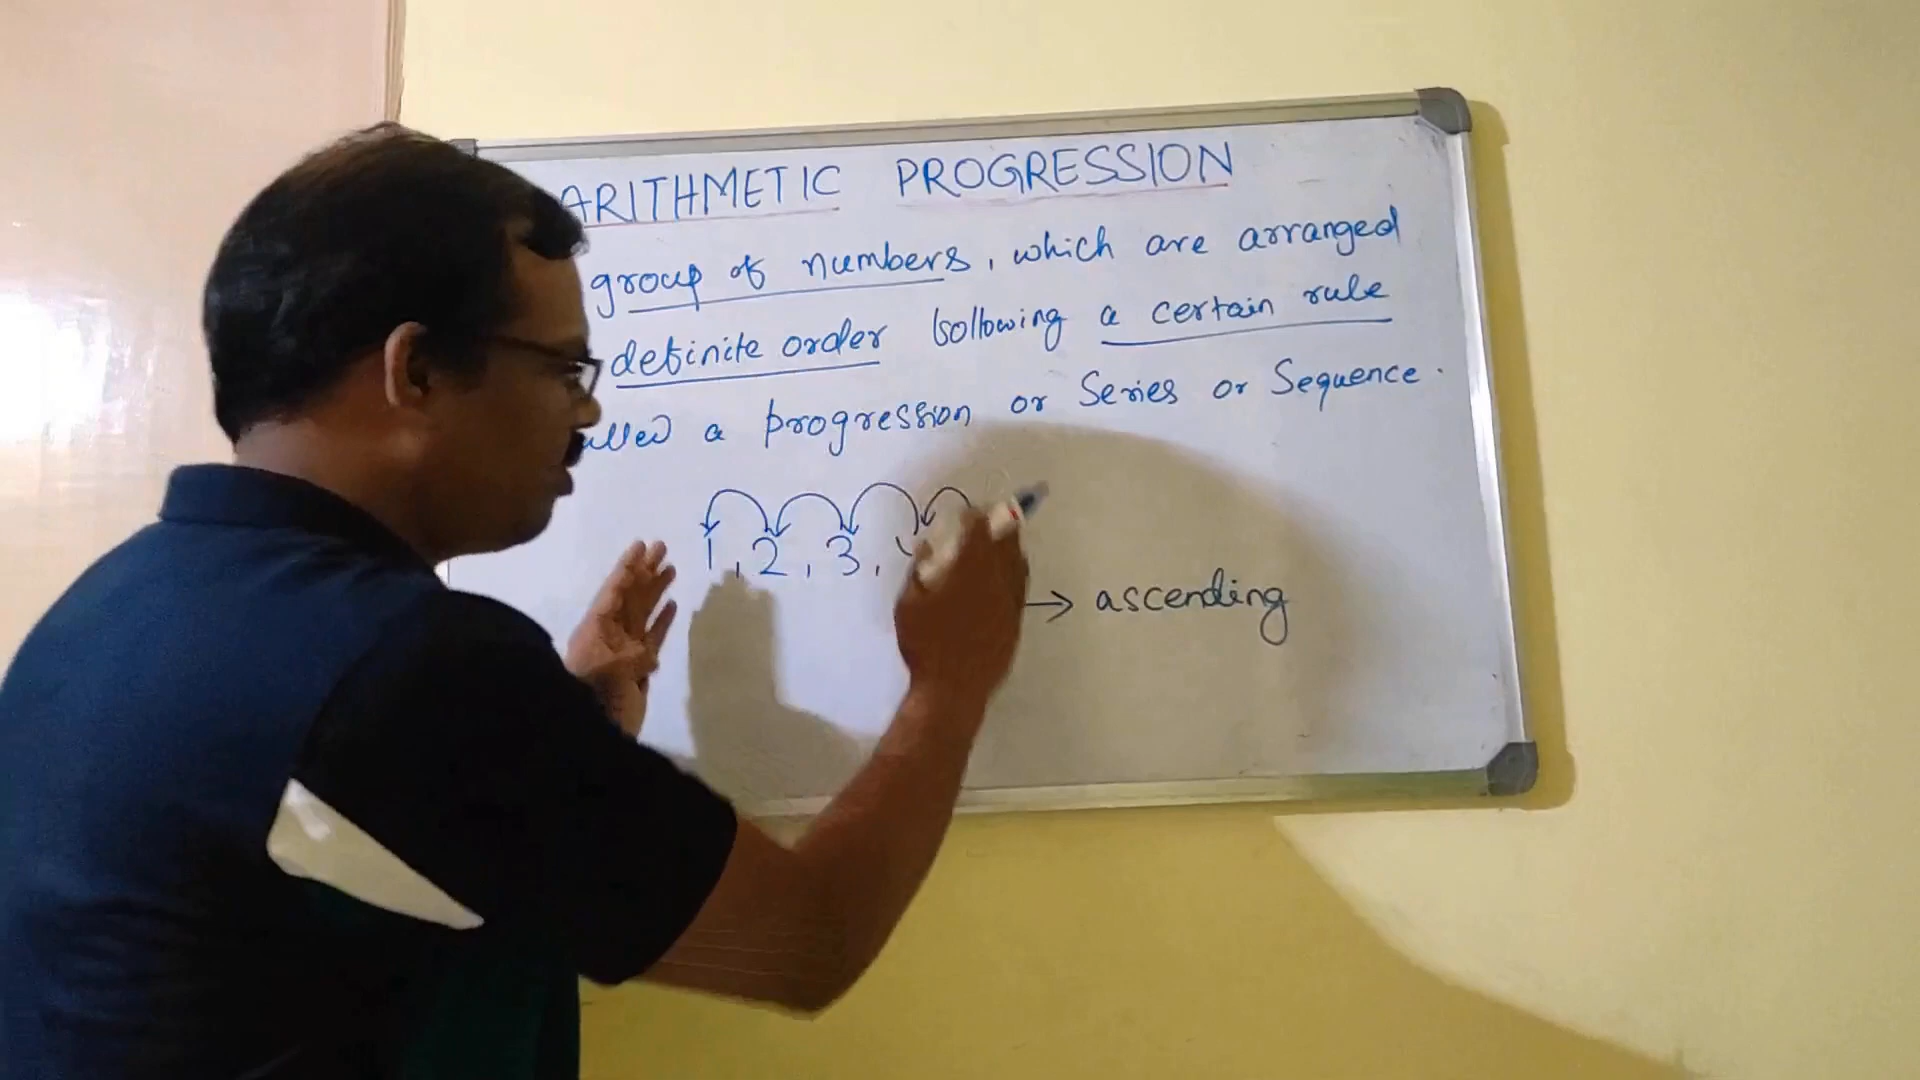 ARITHMETIC PROGRESSION
group of numbers, which are arranged
definite order following a certain rule
a progression or Series or Sequence.
1, 2, 3,
→ ascending